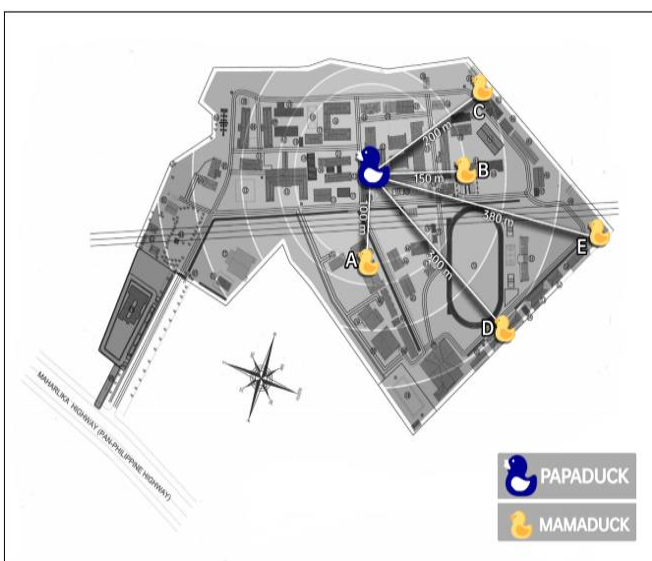 C
200 m
B
150 m
380 m
100 m
E
A
300 m
D
MAHARLIKA HIGHWAY (PAN-PHILIPPINE HIGHWAY)
PAPADUCK
MAMADUCK